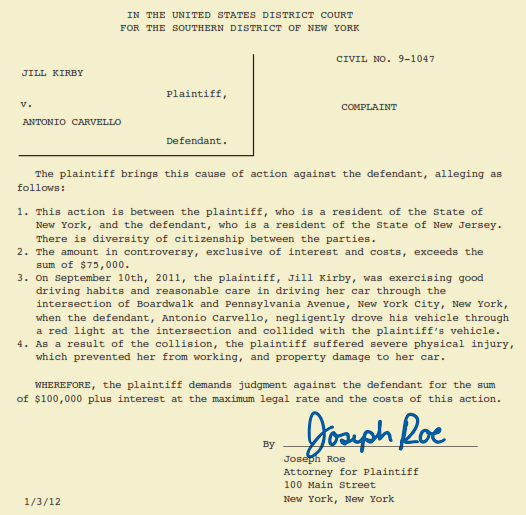 IN THE UNITED STATES DISTRICT COURT
FOR THE SOUTHERN DISTRICT OF NEW YORK
CIVIL NO. 9-1047
JILL KIRBY
Plaintiff,
v.
COMPLAINT
ANTONIO CARVELLO
Defendant.
The plaintiff brings this cause of action against the defendant, alleging as
follows:
1. This action is between the plaintiff, who is a resident of the State of
New York, and the defendant, who is a resident of the State of New Jersey.
There is diversity of citizenship between the parties.
2. The amount in controversy, exclusive of interest and costs, exceeds the
sum of $75,000.
3. On September 10th, 2011, the plaintiff, Jill Kirby, was exercising good
driving habits and reasonable care in driving her car through the
intersection of Boardwalk and Pennsylvania Avenue, New York City, New York,
when the defendant, Antonio Carvello, negligently drove his vehicle through
a red light at the intersection and collided with the plaintiff's vehicle.
4. As a result of the collision, the plaintiff suffered severe physical injury,
which prevented her from working, and property damage to her car.
WHEREFORE, the plaintiff demands judgment against the defendant for the sum
of $100,000 plus interest at the maximum legal rate and the costs of this action.
Joseph Roe
By
Joseph Roe
Attorney for Plaintiff
100 Main Street
New York, New York
1/3/12